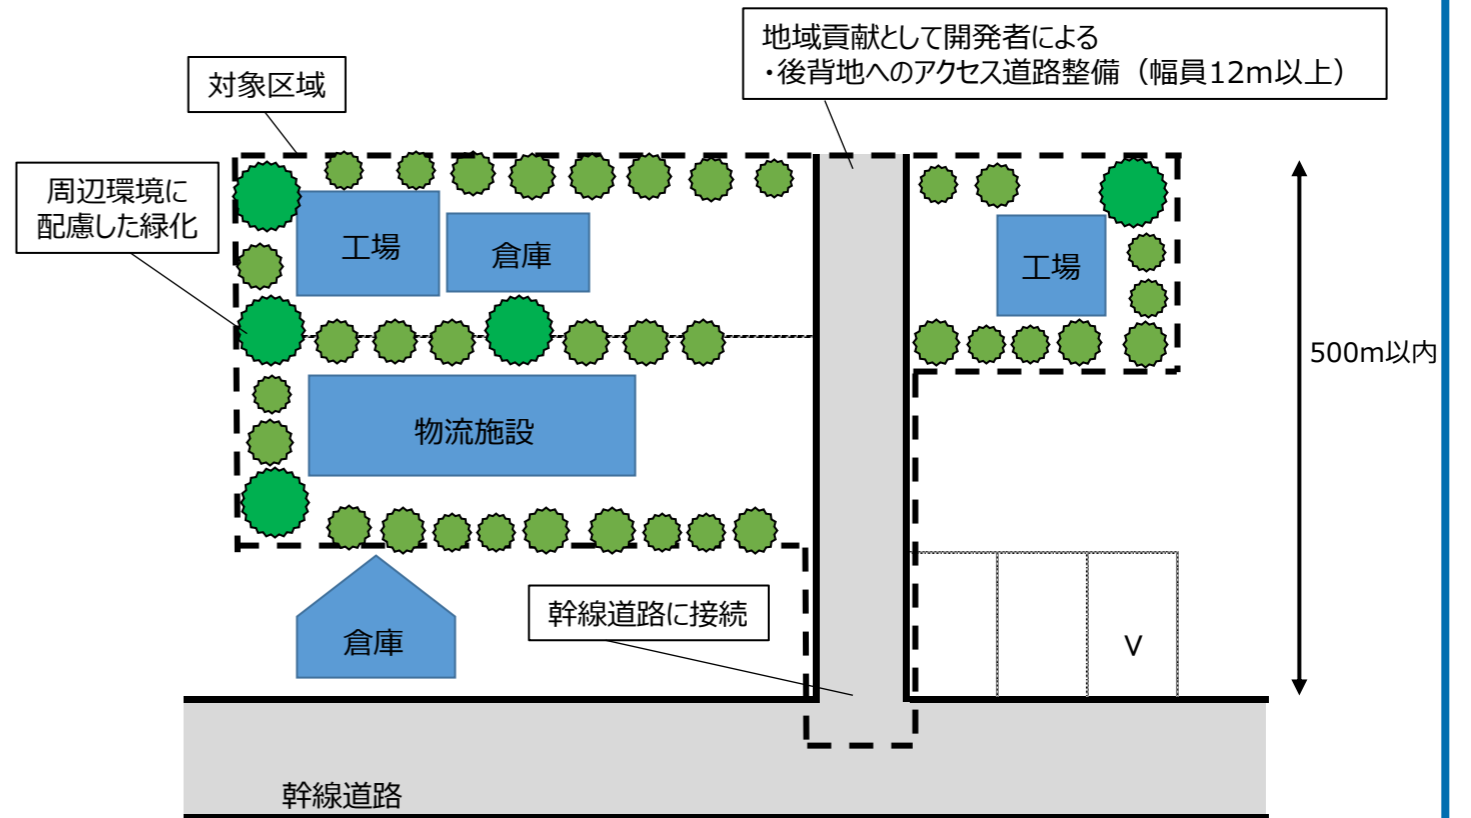 地域貢献として開発者による
・後背地へのアクセス道路整備（幅員12m以上）
対象区域
周辺環境に
配慮した緑化
工場
倉庫
工場
500m以内
物流施設
幹線道路に接続
倉庫
V
幹線道路